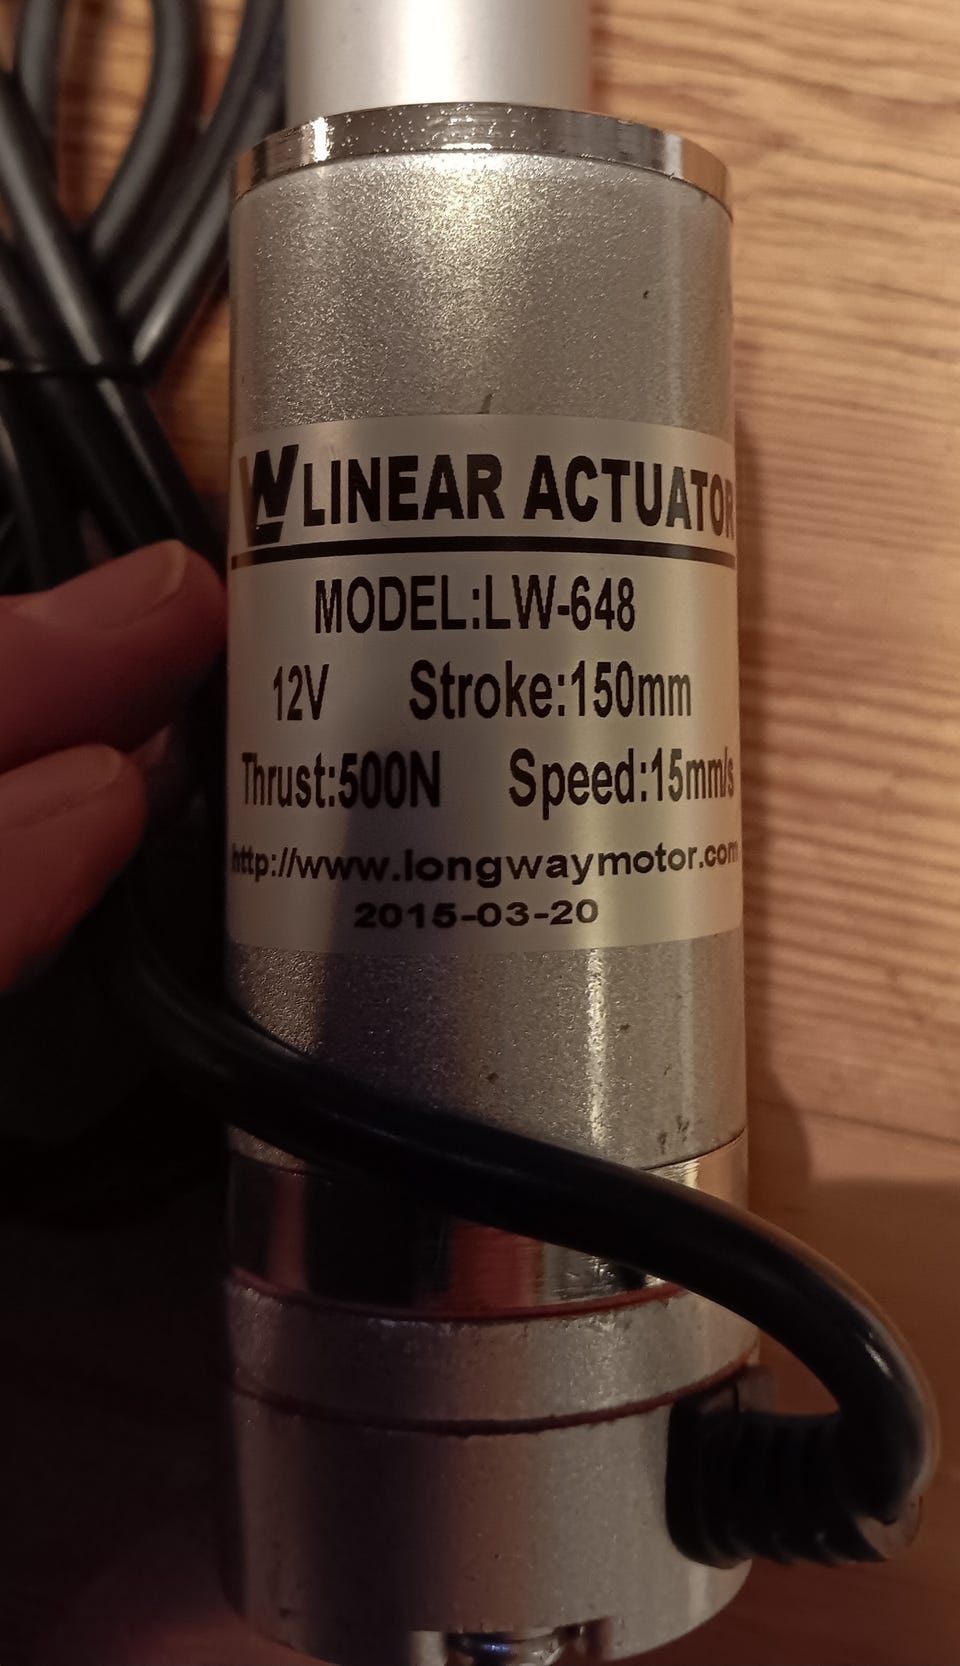 W LINEAR ACTUATOR
MODEL:LW-648
12V Stroke:150mm
Thrust:500N Speed:15mm/s
http://www.longwaymotor.com
2015-03-20